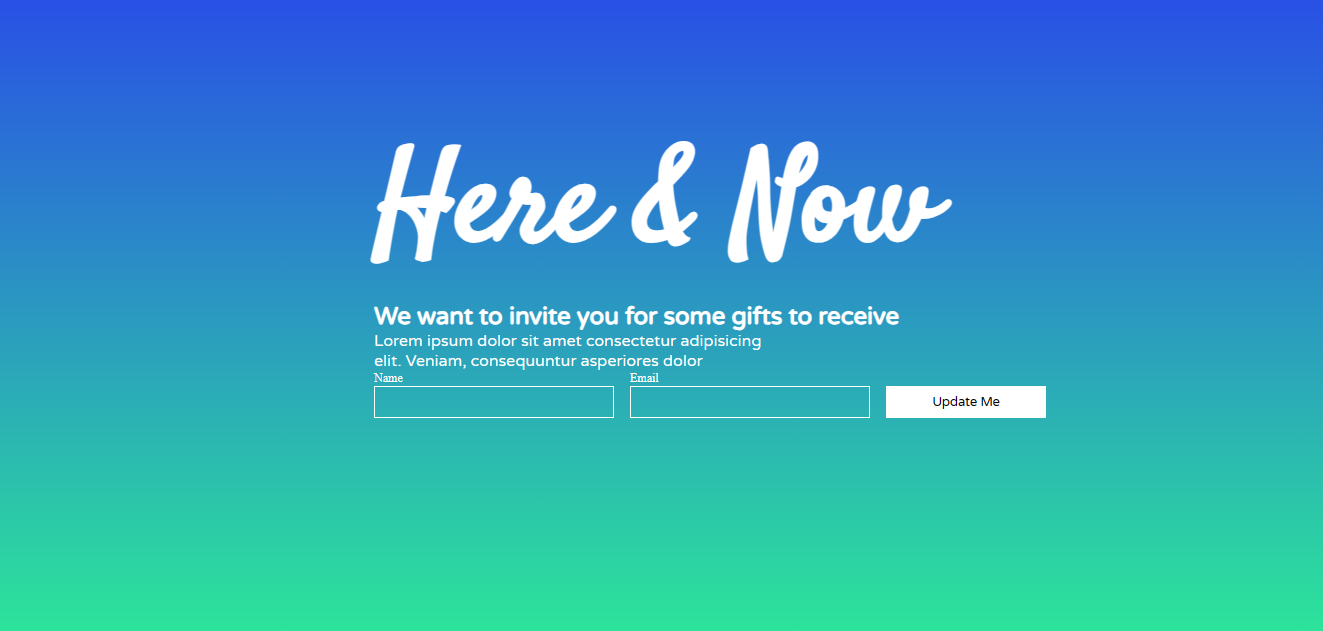 Here & Now
We want to invite you for some gifts to receive
Lorem ipsum dolor sit amet consectetur adipisicing
elit. Veniam, consequuntur asperiores dolor
Name Email
Update Me